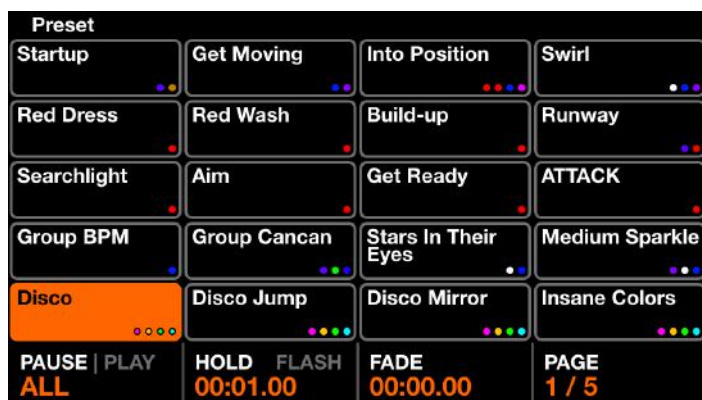 Preset
Startup
Get Moving
Into Position
Swirl
Red Dress
Red Wash
Build-up
Runway
Searchlight
Aim
Get Ready
ATTACK
Group BPM
Group Cancan
Stars In Their
Eyes
Medium Sparkle
Disco
Disco Jump
Disco Mirror
Insane Colors
PAUSE | PLAY
ALL
HOLD FLASH
00:01.00
FADE
00:00.00
PAGE
1 / 5